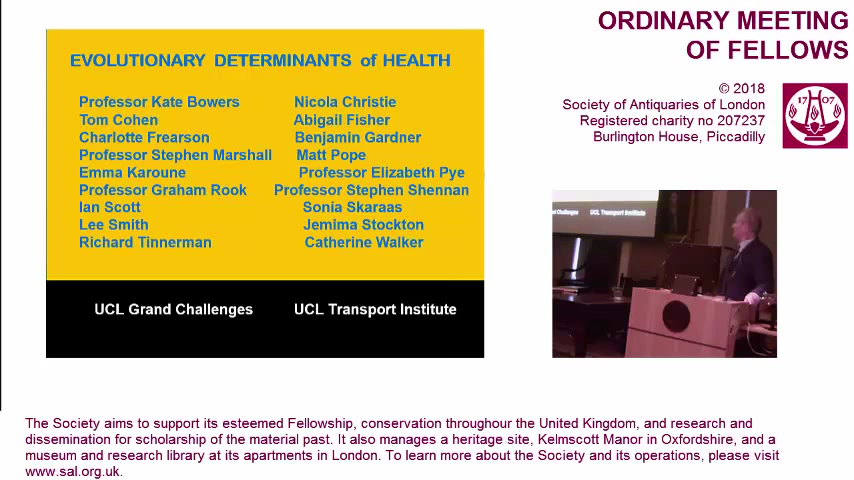 ORDINARY MEETING
OF FELLOWS
© 2018
Society of Antiquaries of London
Registered charity no 207237
Burlington House, Piccadilly
17 07
EVOLUTIONARY DETERMINANTS of HEALTH
Professor Kate Bowers Nicola Christie
Tom Cohen Abigail Fisher
Charlotte Frearson Benjamin Gardner
Professor Stephen Marshall Matt Pope
Emma Karoune Professor Elizabeth Pye
Professor Graham Rook Professor Stephen Shennan
Ian Scott Sonia Skaraas
Lee Smith Jemima Stockton
Richard Tinnerman Catherine Walker
UCL Grand Challenges UCL Transport Institute
Challenges UCL Transport Institute
The Society aims to support its esteemed Fellowship, conservation throughour the United Kingdom, and research and
dissemination for scholarship of the material past. It also manages a heritage site, Kelmscott Manor in Oxfordshire, and a
museum and research library at its apartments in London. To learn more about the Society and its operations, please visit
www.sal.org.uk.